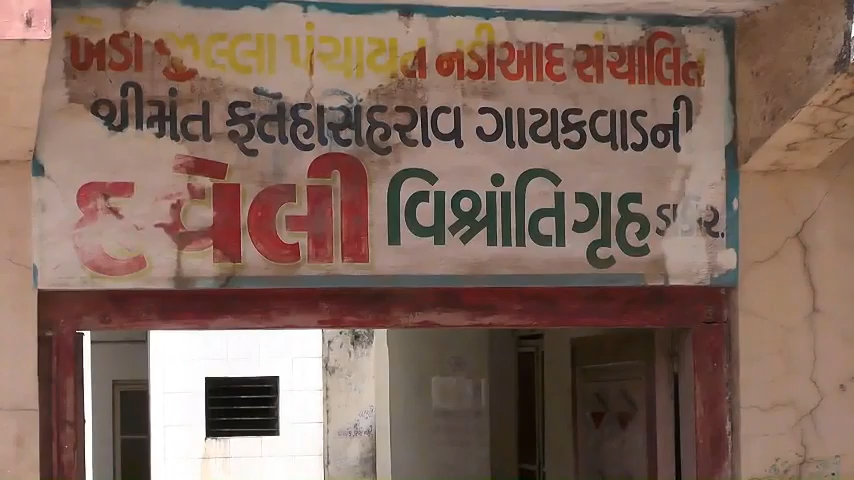 ખેડા જીલ્લા પંચાયત નડીઆદ સંચાલિત
શ્રીમંત ફતેહસિંહરાવ ગાયકવાડની
હવેલી વિશ્રાંતિગૃહ ડાકોર.